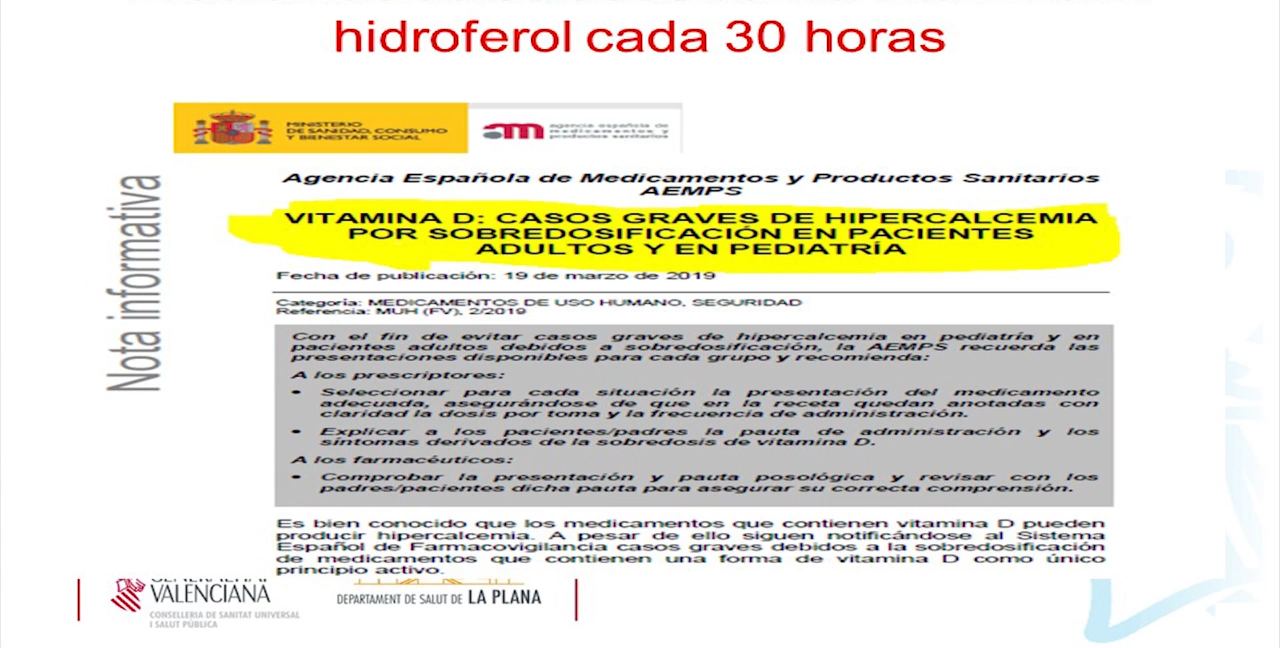 hidroferol cada 30 horas
MINISTERIO
DE SANIDAD, CONSUMO
Y BIENESTAR SOCIAL
agencia española de
medicamentos y
productos sanitarios
Nota informativa
Agencia Española de Medicamentos y Productos Sanitarios
AEMPS
VITAMINA D: CASOS GRAVES DE HIPERCALCEMIA
POR SOBREDOSIFICACIÓN EN PACIENTES
ADULTOS Y EN PEDIATRÍA
Fecha de publicación: 19 de marzo de 2019
Categoría: MEDICAMENTOS DE USO HUMANO, SEGURIDAD
Referencia: MUH (FV), 2/2019
Con el fin de evitar casos graves de hipercalcemia en pediatría y en
pacientes adultos debidos a sobredosificación, la AEMPS recuerda las
presentaciones disponibles para cada grupo y recomienda:
A los prescriptores:
• Seleccionar para cada situación la presentación del medicamento
adecuada, asegurándose de que en la receta quedan anotadas con
claridad la dosis por toma y la frecuencia de administración.
• Explicar a los pacientes/padres la pauta de administración y los
síntomas derivados de la sobredosis de vitamina D.
A los farmacéuticos:
• Comprobar la presentación y pauta posológica y revisar con los
padres/pacientes dicha pauta para asegurar su correcta comprensión.
Es bien conocido que los medicamentos que contienen vitamina D pueden
producir hipercalcemia. A pesar de ello siguen notificándose al Sistema
Español de Farmacovigilancia casos graves debidos a la sobredosificación
de medicamentos que contienen una forma de vitamina D como único
principio activo.
GENERALITAT
VALENCIANA
CONSELLERIA DE SANITAT UNIVERSAL
I SALUT PÚBLICA
DEPARTAMENT DE SALUT DE LA PLANA